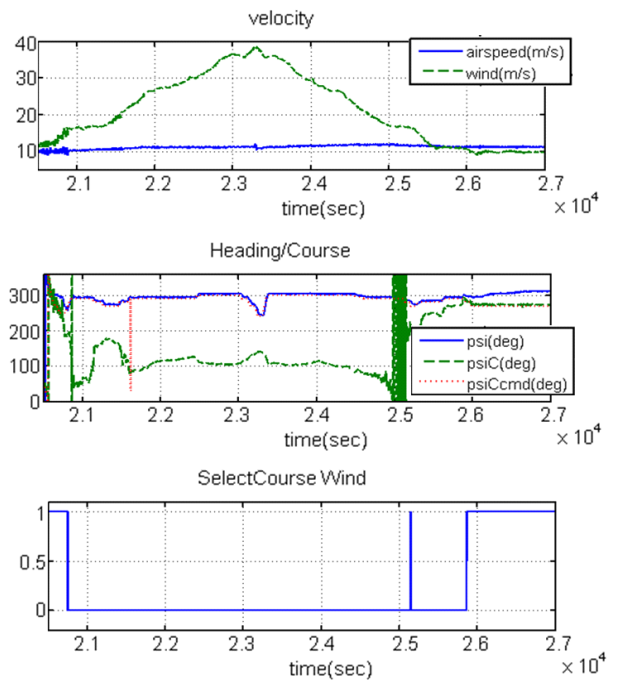 velocity
40
30
20
10
airspeed(m/s)
wind(m/s)
2.1 2.2 2.3 2.4 2.5 2.6 2.7
time(sec)
x 10^4
Heading/Course
300
200
100
0
psi(deg)
psiC(deg)
psiCcmd(deg)
2.1 2.2 2.3 2.4 2.5 2.6 2.7
time(sec)
x 10^4
SelectCourse Wind
1
0.5
0
2.1 2.2 2.3 2.4 2.5 2.6 2.7
time(sec)
x 10^4